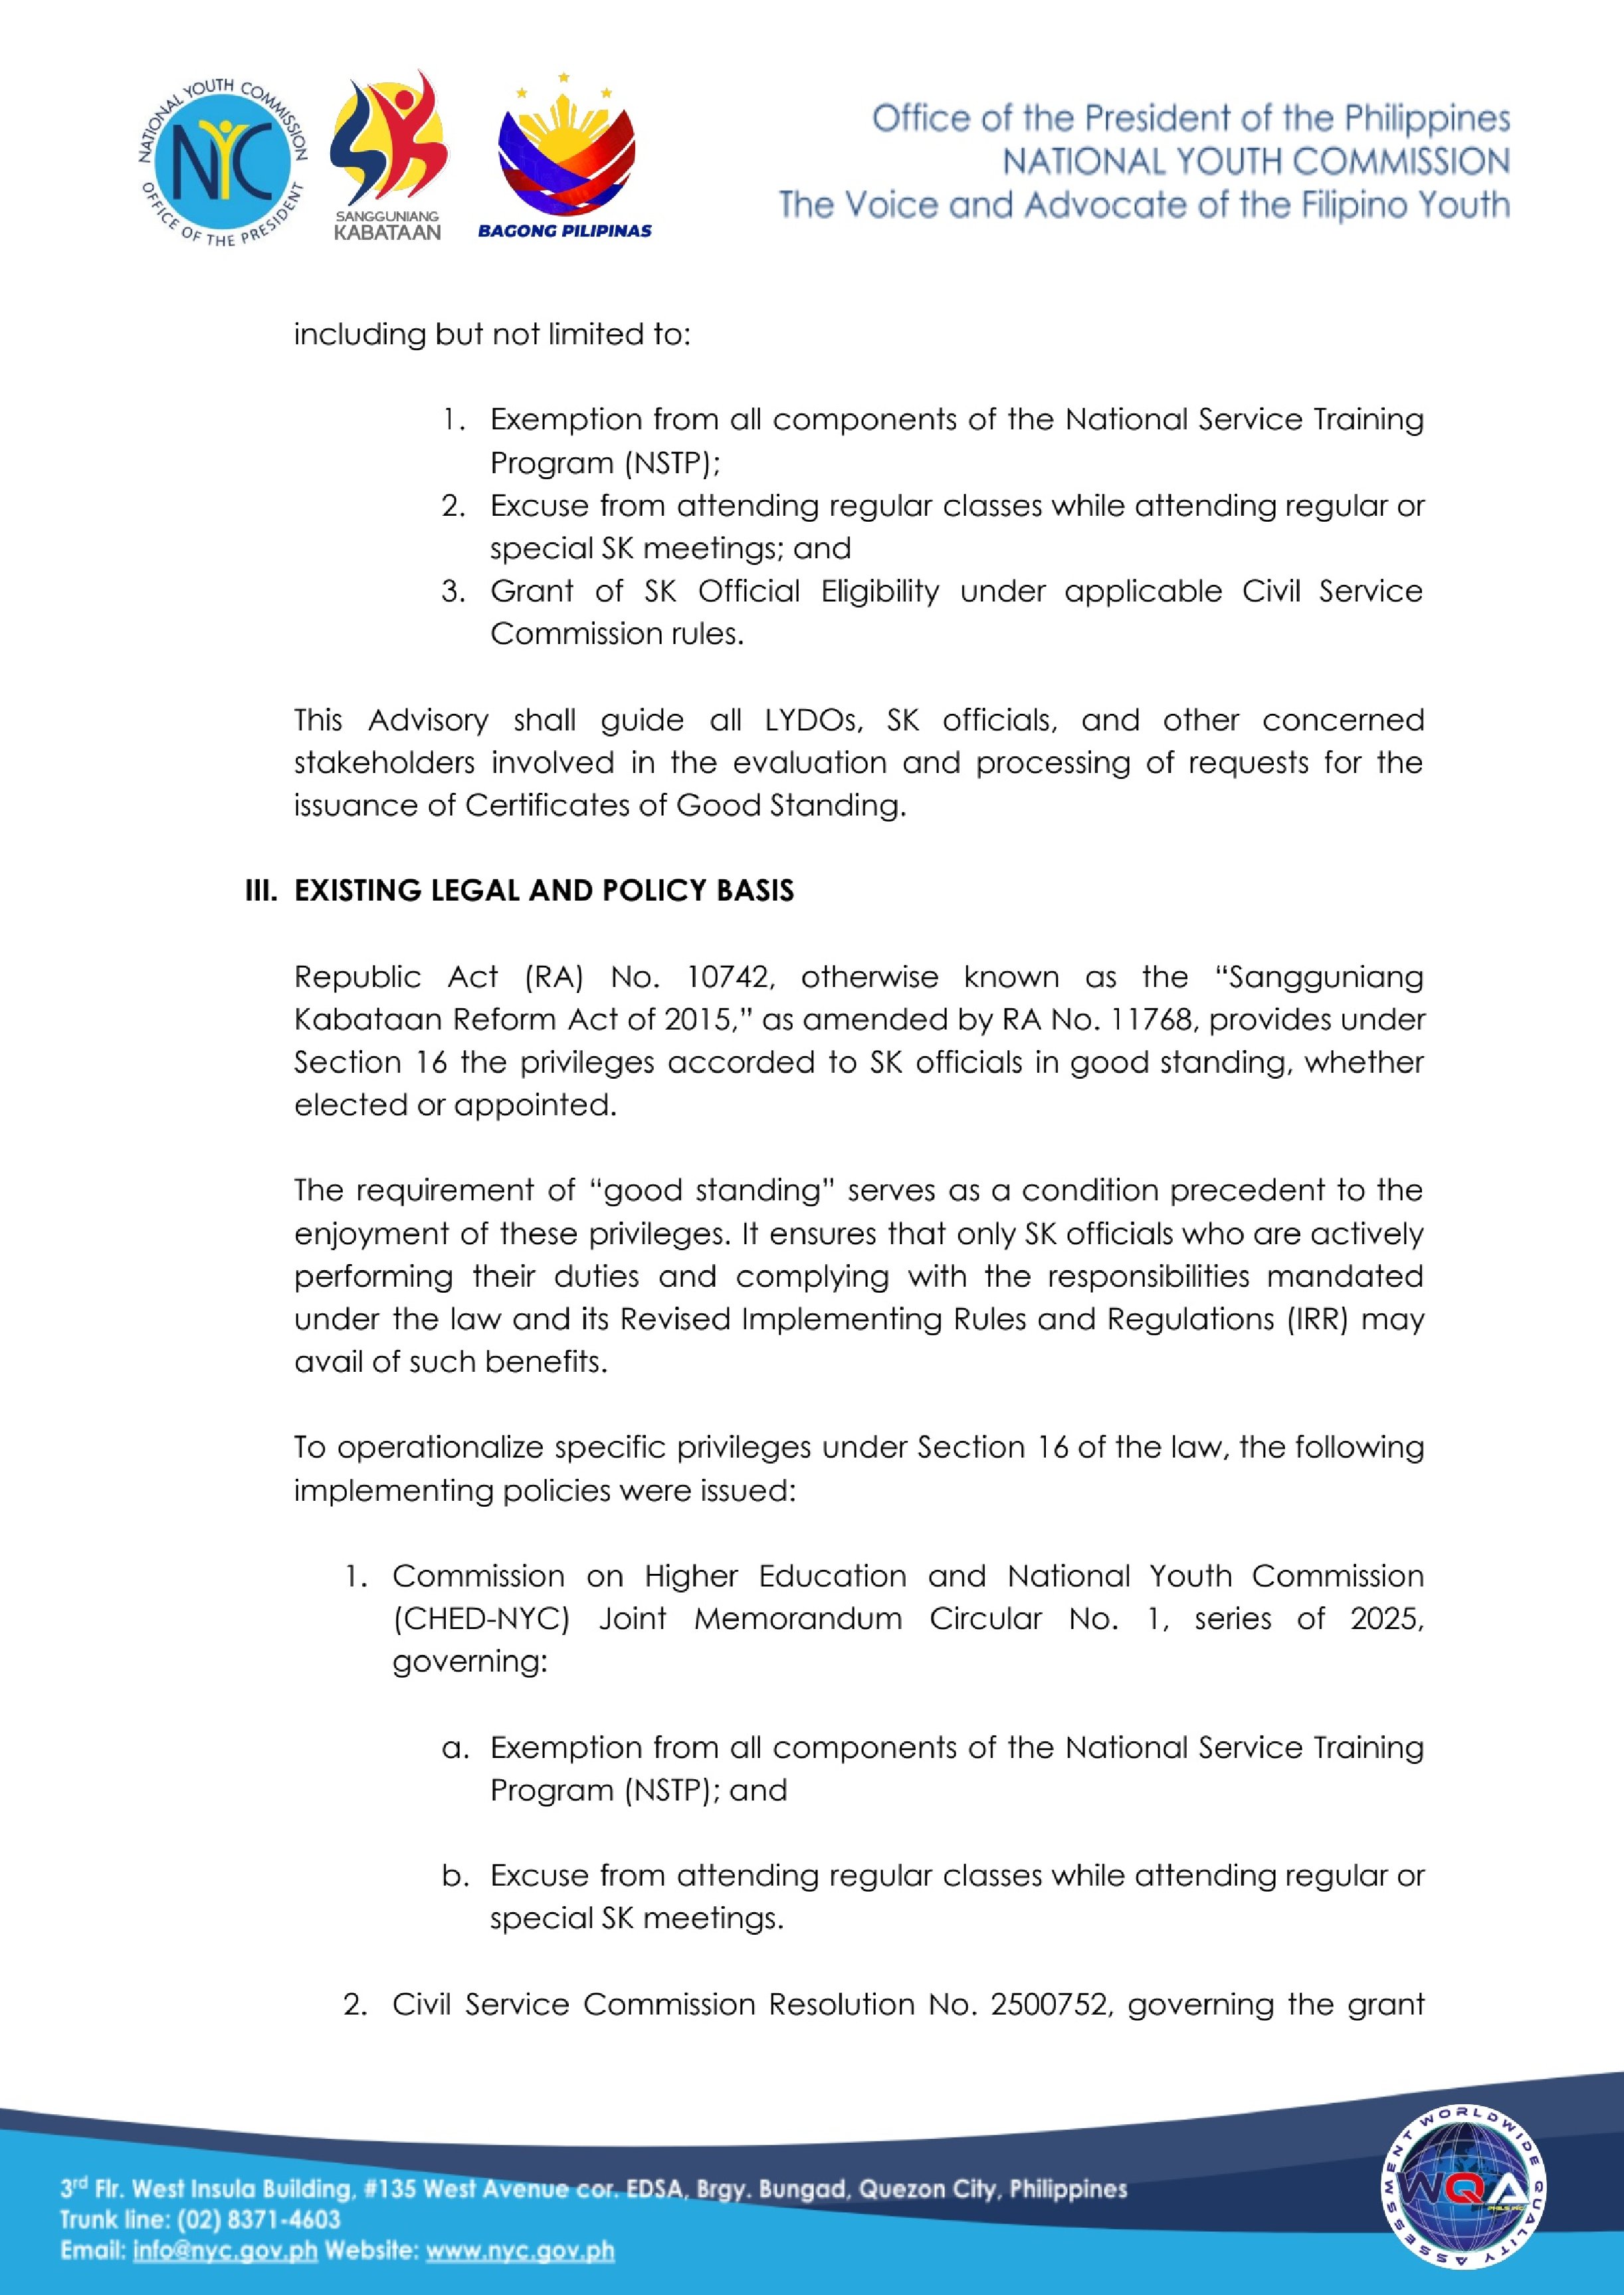 NATIONAL YOUTH COMMISSION
OFFICE OF THE PRESIDENT
NYC
SANGGUNIANG
KABATAAN
BAGONG PILIPINAS
Office of the President of the Philippines
NATIONAL YOUTH COMMISSION
The Voice and Advocate of the Filipino Youth
including but not limited to:
1. Exemption from all components of the National Service Training
Program (NSTP);
2. Excuse from attending regular classes while attending regular or
special SK meetings; and
3. Grant of SK Official Eligibility under applicable Civil Service
Commission rules.
This Advisory shall guide all LYDOs, SK officials, and other concerned
stakeholders involved in the evaluation and processing of requests for the
issuance of Certificates of Good Standing.
III. EXISTING LEGAL AND POLICY BASIS
Republic Act (RA) No. 10742, otherwise known as the “Sangguniang
Kabataan Reform Act of 2015,” as amended by RA No. 11768, provides under
Section 16 the privileges accorded to SK officials in good standing, whether
elected or appointed.
The requirement of “good standing” serves as a condition precedent to the
enjoyment of these privileges. It ensures that only SK officials who are actively
performing their duties and complying with the responsibilities mandated
under the law and its Revised Implementing Rules and Regulations (IRR) may
avail of such benefits.
To operationalize specific privileges under Section 16 of the law, the following
implementing policies were issued:
1. Commission on Higher Education and National Youth Commission
(CHED-NYC) Joint Memorandum Circular No. 1, series of 2025,
governing:
a. Exemption from all components of the National Service Training
Program (NSTP); and
b. Excuse from attending regular classes while attending regular or
special SK meetings.
2. Civil Service Commission Resolution No. 2500752, governing the grant
3rd Flr. West Insula Building, #135 West Avenue cor. EDSA, Brgy. Bungad, Quezon City, Philippines
Trunk line: (02) 8371-4603
Email: info@nyc.gov.ph Website: www.nyc.gov.ph
WORLDWIDE QUALITY ASSESSMENT
WQA